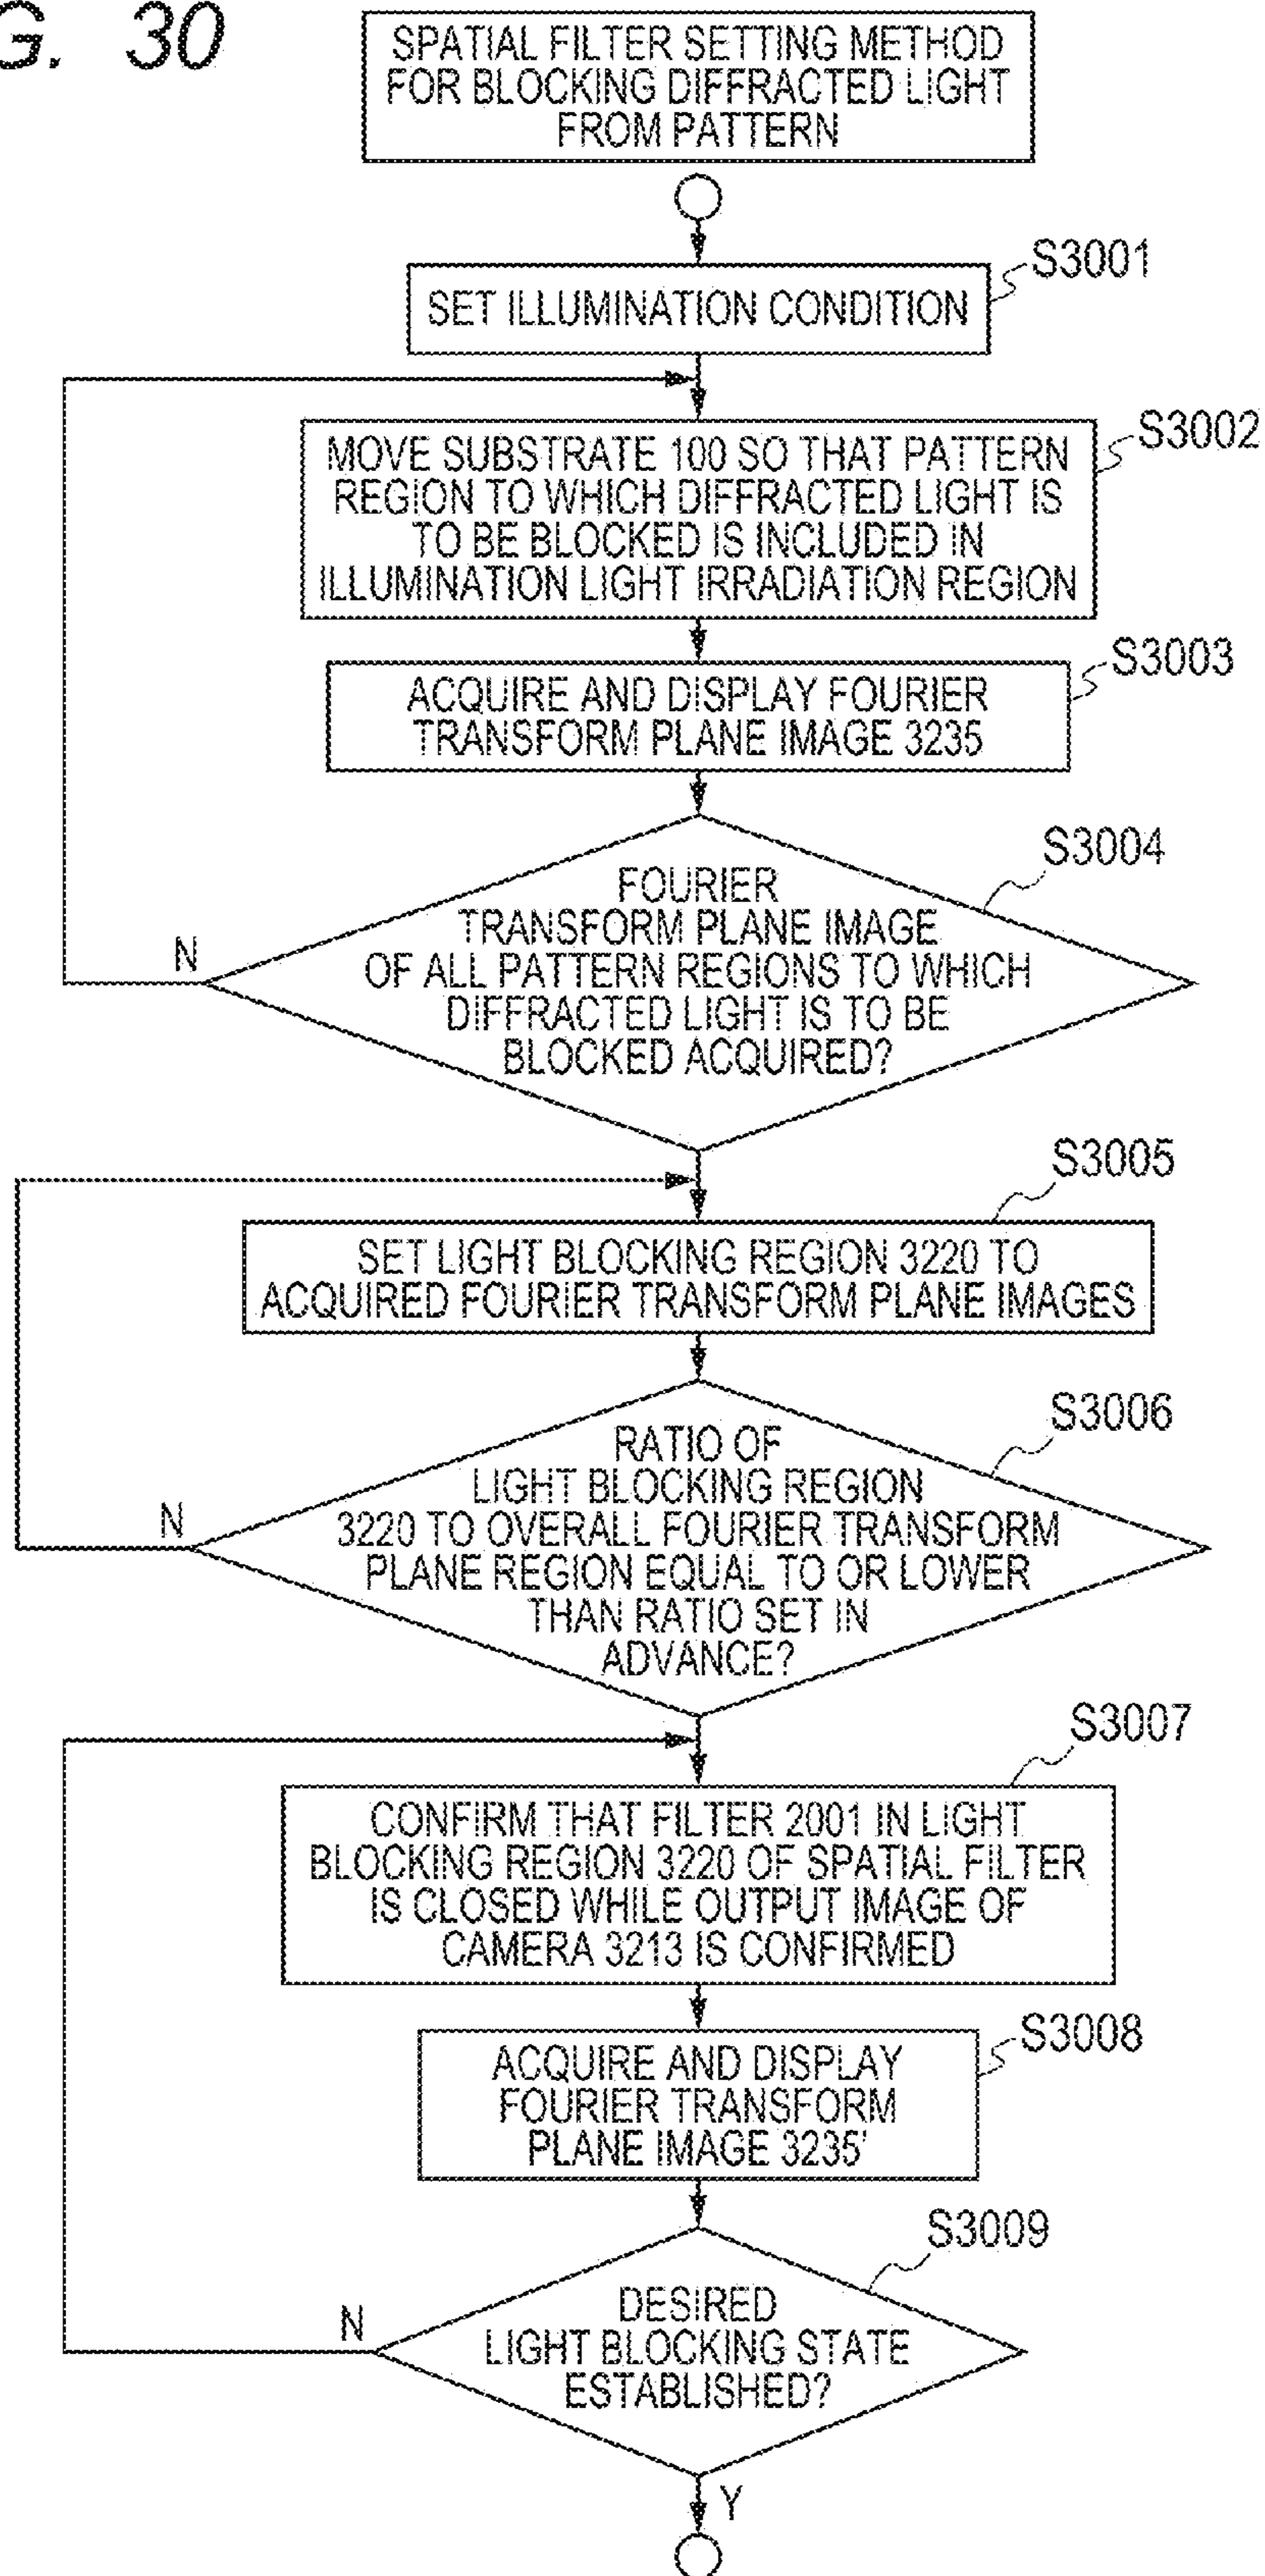 G. 30
SPATIAL FILTER SETTING METHOD
FOR BLOCKING DIFFRACTED LIGHT
FROM PATTERN
S3001
SET ILLUMINATION CONDITION
S3002
MOVE SUBSTRATE 100 SO THAT PATTERN
REGION TO WHICH DIFFRACTED LIGHT IS
TO BE BLOCKED IS INCLUDED IN
ILLUMINATION LIGHT IRRADIATION REGION
S3003
ACQUIRE AND DISPLAY FOURIER
TRANSFORM PLANE IMAGE 3235
S3004
FOURIER
TRANSFORM PLANE IMAGE
OF ALL PATTERN REGIONS TO WHICH
DIFFRACTED LIGHT IS TO BE
BLOCKED ACQUIRED?
N
S3005
SET LIGHT BLOCKING REGION 3220 TO
ACQUIRED FOURIER TRANSFORM PLANE IMAGES
S3006
RATIO OF
LIGHT BLOCKING REGION
3220 TO OVERALL FOURIER TRANSFORM
PLANE REGION EQUAL TO OR LOWER
THAN RATIO SET IN
ADVANCE?
N
S3007
CONFIRM THAT FILTER 2001 IN LIGHT
BLOCKING REGION 3220 OF SPATIAL FILTER
IS CLOSED WHILE OUTPUT IMAGE OF
CAMERA 3213 IS CONFIRMED
S3008
ACQUIRE AND DISPLAY
FOURIER TRANSFORM
PLANE IMAGE 3235'
S3009
DESIRED
LIGHT BLOCKING STATE
ESTABLISHED?
N
Y